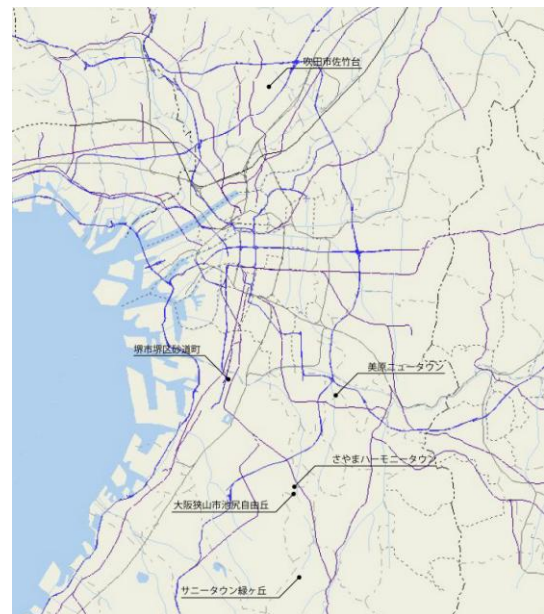 吹田市佐竹台
堺市堺区砂道町
美原ニュータウン
さやまハーモニータウン
大阪狭山市池尻自由丘
サニータウン緑ヶ丘